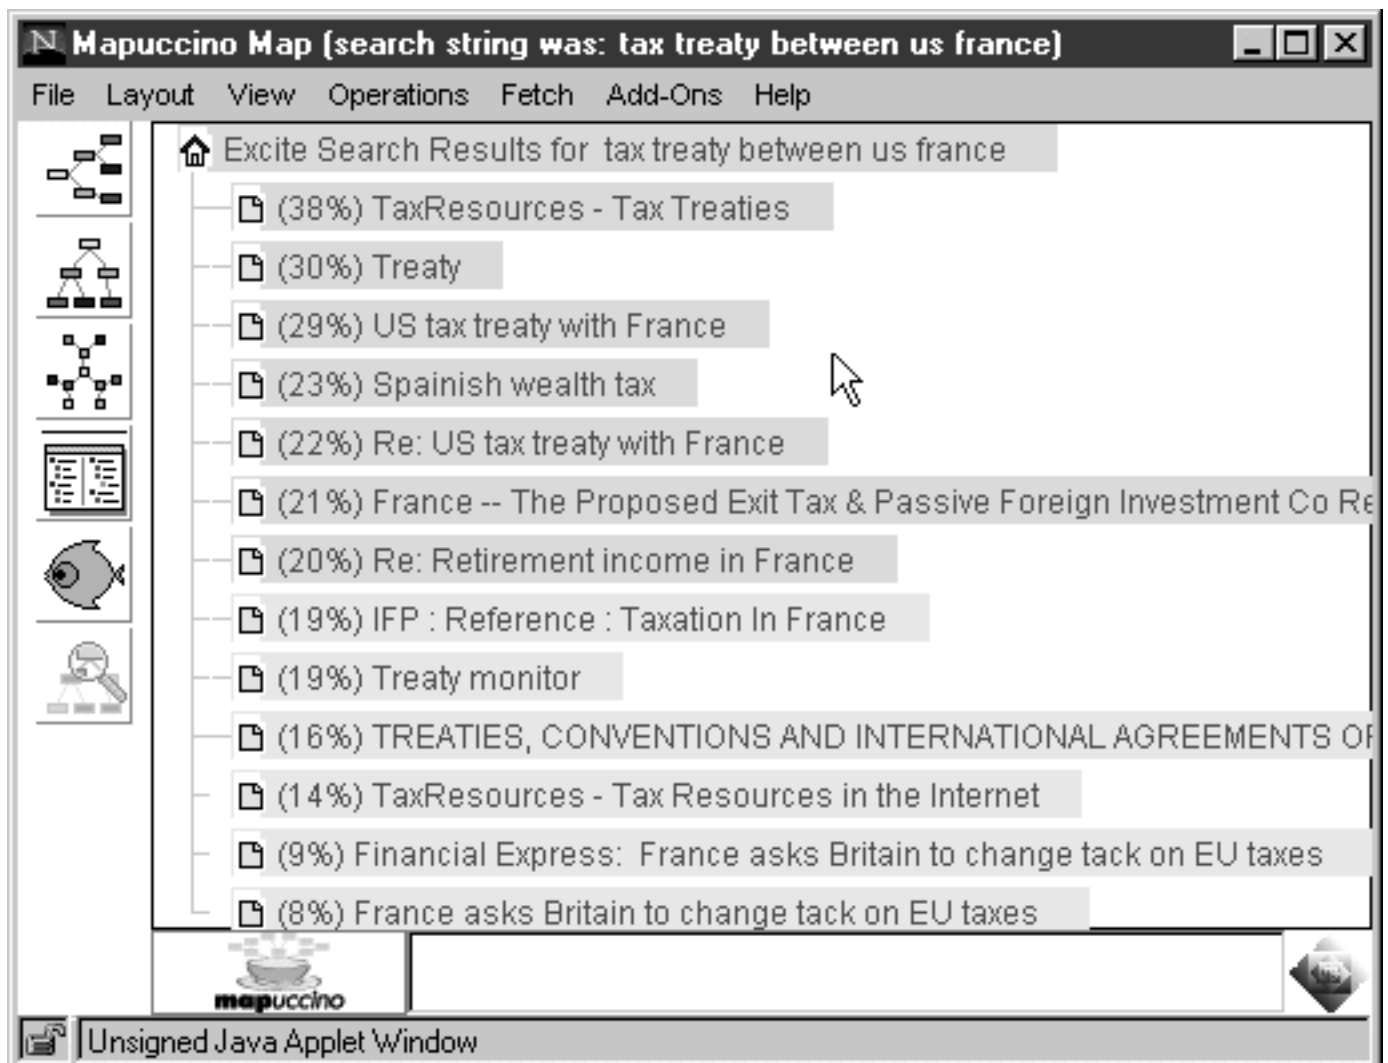 N Mapuccino Map (search string was: tax treaty between us france)
File Layout View Operations Fetch Add-Ons Help
Excite Search Results for tax treaty between us france
(38%) TaxResources - Tax Treaties
(30%) Treaty
(29%) US tax treaty with France
(23%) Spainish wealth tax
(22%) Re: US tax treaty with France
(21%) France -- The Proposed Exit Tax & Passive Foreign Investment Co Re
(20%) Re: Retirement income in France
(19%) IFP : Reference : Taxation In France
(19%) Treaty monitor
(16%) TREATIES, CONVENTIONS AND INTERNATIONAL AGREEMENTS OF
(14%) TaxResources - Tax Resources in the Internet
(9%) Financial Express: France asks Britain to change tack on EU taxes
(8%) France asks Britain to change tack on EU taxes
mapuccino
Unsigned Java Applet Window